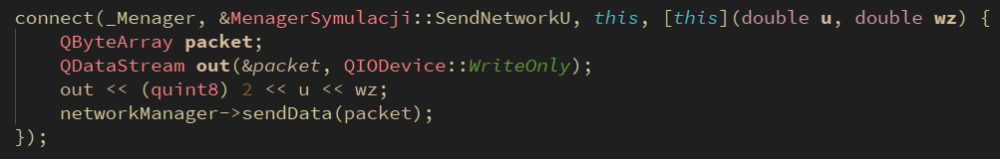 connect(_Menager, &MenagerSymulacji::SendNetworkU, this, [this](double u, double wz) {
    QByteArray packet;
    QDataStream out(&packet, QIODevice::WriteOnly);
    out << (quint8) 2 << u << wz;
    networkManager->sendData(packet);
});